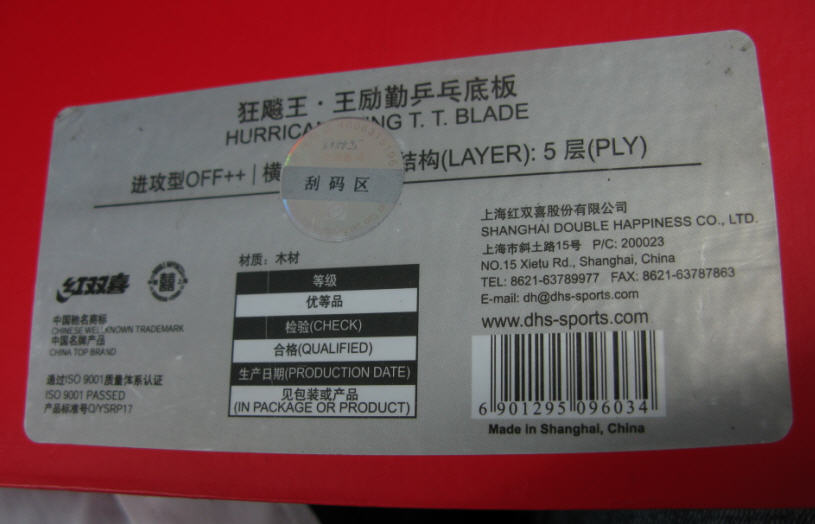 狂飚王·王励勤乒乓底板
HURRICAN ING T. T. BLADE
进攻型OFF++ | 横 结构(LAYER): 5 层(PLY)
刮码区
上海红双喜股份有限公司
SHANGHAI DOUBLE HAPPINESS CO., LTD.
上海市斜土路15号 P/C: 200023
NO.15 Xietu Rd., Shanghai, China
TEL: 8621-63789977 FAX: 8621-63787863
E-mail: dh@dhs-sports.com
www.dhs-sports.com
材质: 木材
等级
优等品
检验(CHECK)
合格(QUALIFIED)
生产日期(PRODUCTION DATE)
见包装或产品
(IN PACKAGE OR PRODUCT)
红双喜
中国驰名商标
CHINESE WELL-KNOWN TRADEMARK
中国名牌产品
CHINA TOP BRAND
通过ISO 9001质量体系认证
ISO 9001 PASSED
产品标准号Q/YSRP17
6 901295 096034
Made in Shanghai, China